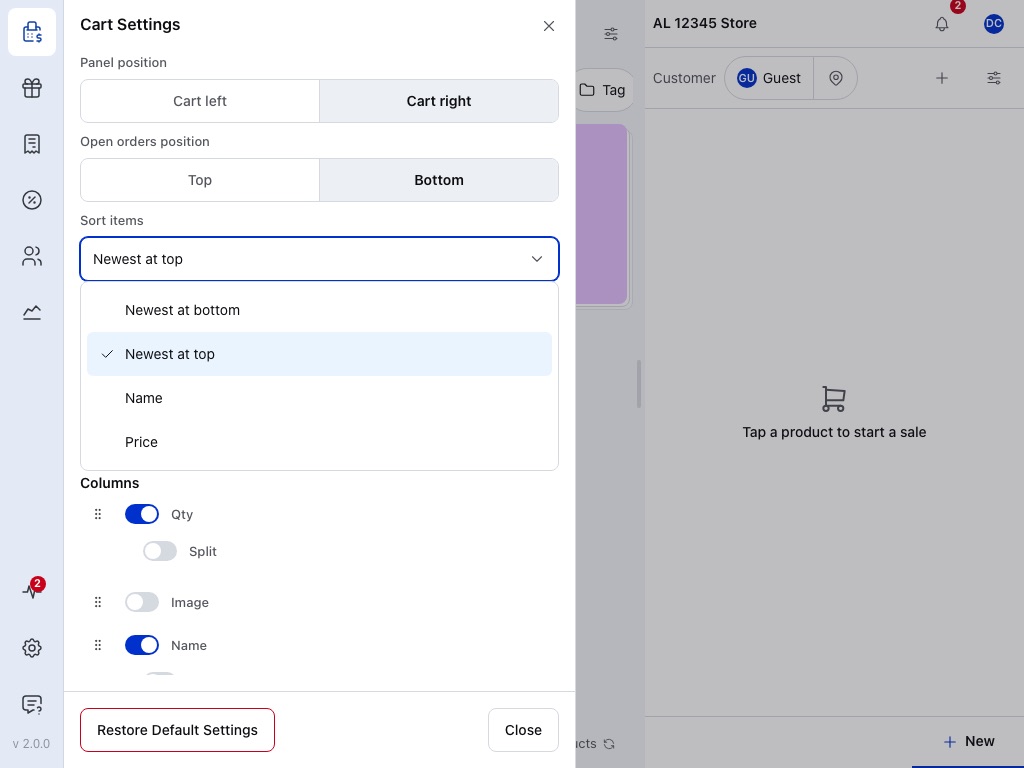 Cart Settings
Panel position
Cart left
Cart right
Open orders position
Top
Bottom
Sort items
Newest at top
Newest at bottom
Newest at top
Name
Price
Columns
Qty
Split
Image
Name
Restore Default Settings
Close
2
v 2.0.0
Tag
ucts
AL 12345 Store
2
DC
Customer
GU
Guest
Tap a product to start a sale
New